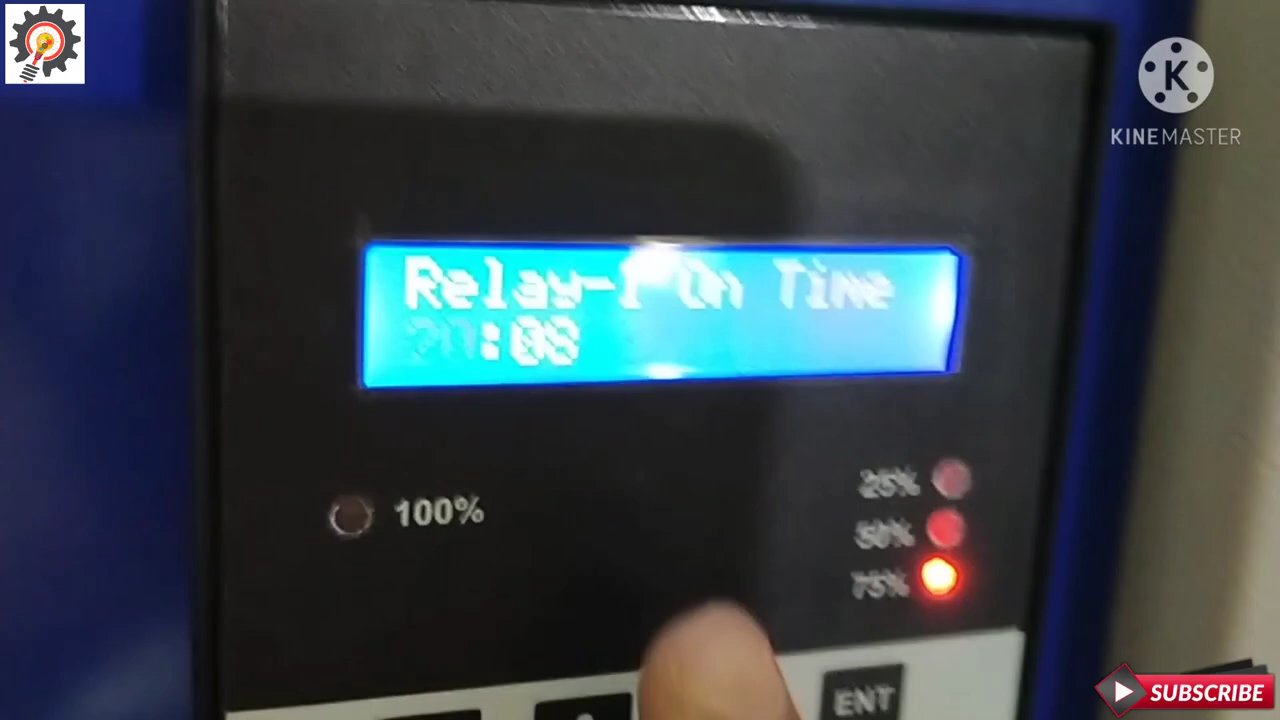 KINEMASTER
Relay-1 On Time
:08
100%
25%
50%
75%
ENT
SUBSCRIBE